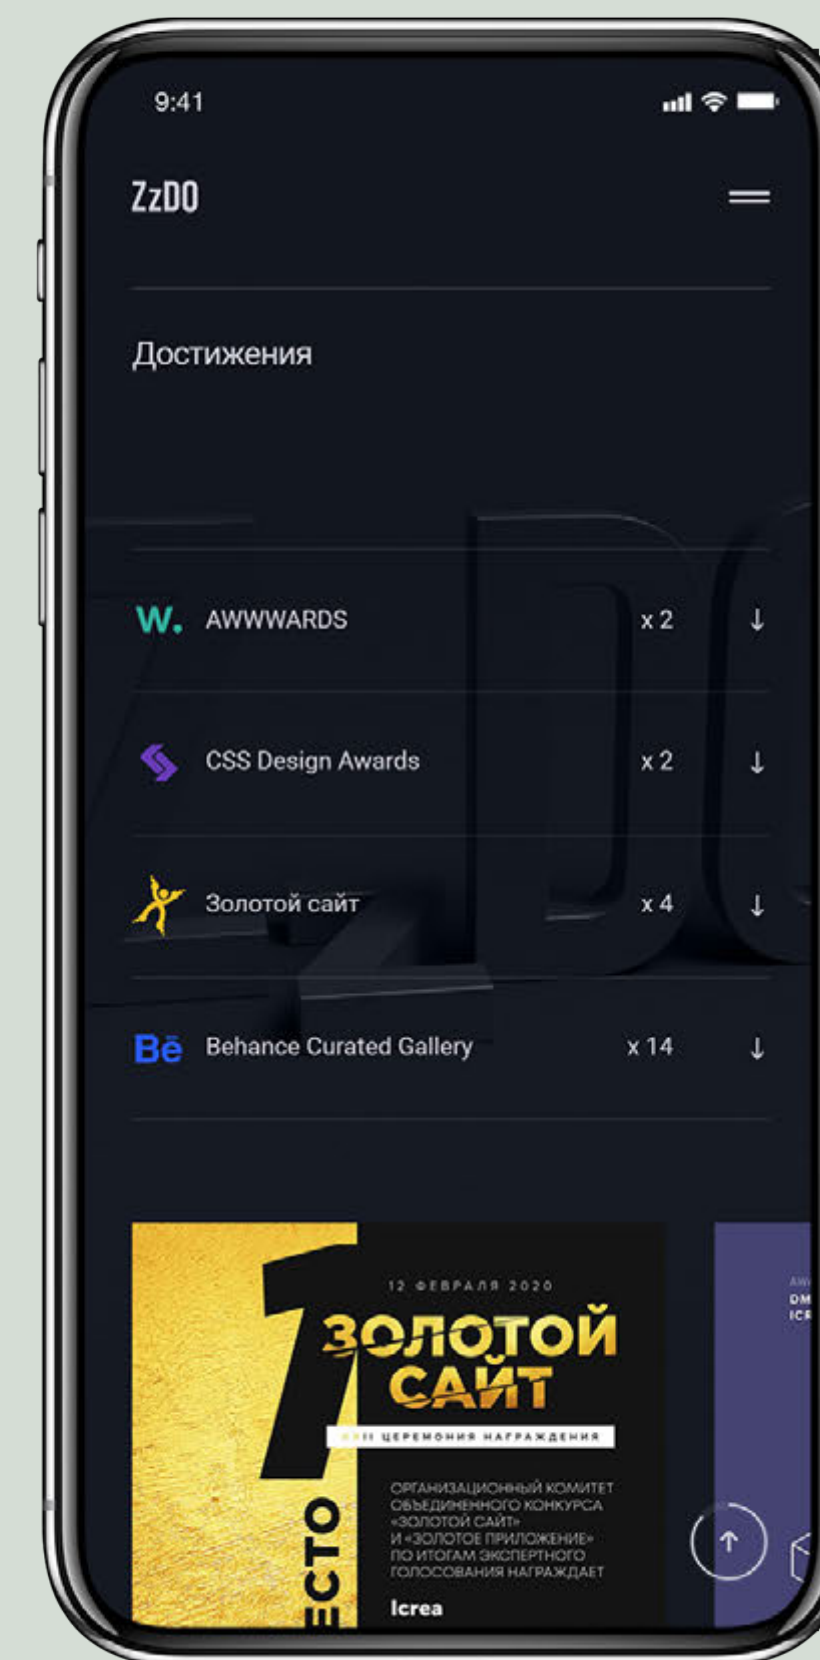 9:41
ZzDO
Достижения
W. AWWWARDS x 2 ↓
CSS Design Awards x 2 ↓
Золотой сайт x 4 ↓
Bē Behance Curated Gallery x 14 ↓
1
ЕСТО
12 ФЕВРАЛЯ 2020
ЗОЛОТОЙ
САЙТ
ЦЕРЕМОНИЯ НАГРАЖДЕНИЯ
ОРГАНИЗАЦИОННЫЙ КОМИТЕТ
ОБЪЕДИНЕННОГО КОНКУРСА
«ЗОЛОТОЙ САЙТ»
И «ЗОЛОТОЕ ПРИЛОЖЕНИЕ»
ПО ИТОГАМ ЭКСПЕРТНОГО
ГОЛОСОВАНИЯ НАГРАЖДАЕТ
Icrea